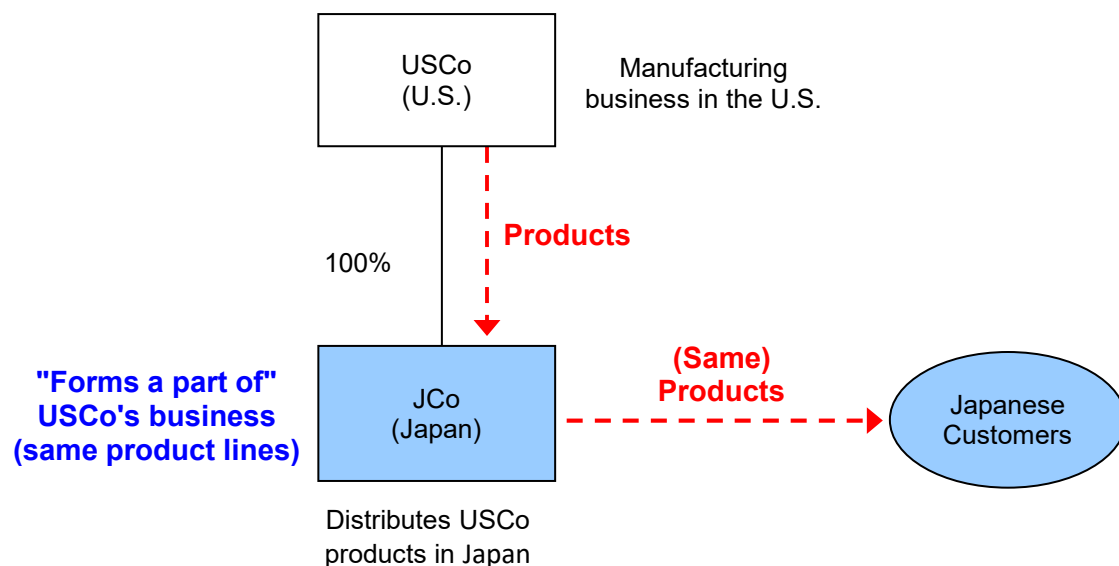 USCo
(U.S.)
Manufacturing
business in the U.S.
Products
100%
"Forms a part of"
USCo's business
(same product lines)
JCo
(Japan)
(Same)
Products
Japanese
Customers
Distributes USCo
products in Japan